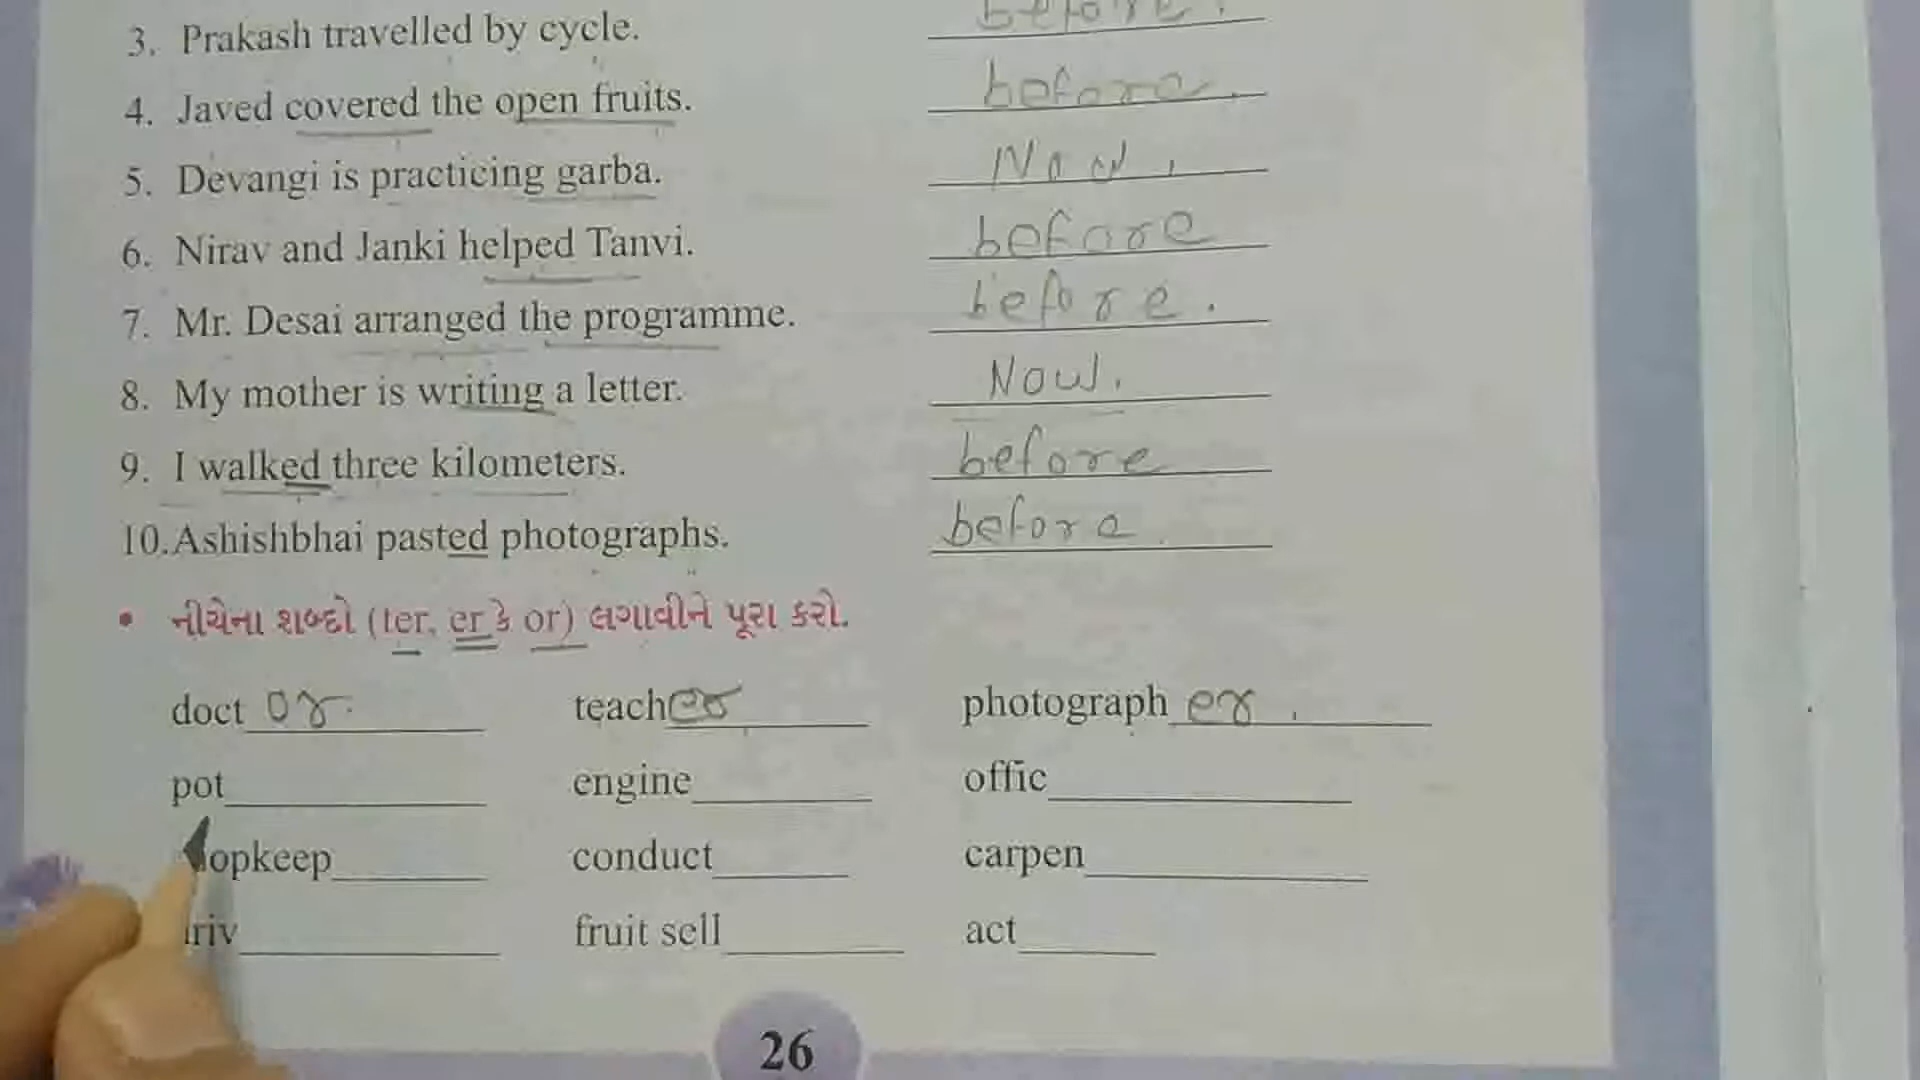 3. Prakash travelled by cycle. before.
4. Javed covered the open fruits. before.
5. Devangi is practicing garba. Now.
6. Nirav and Janki helped Tanvi. before
7. Mr. Desai arranged the programme. before.
8. My mother is writing a letter. Now.
9. I walked three kilometers. before
10.Ashishbhai pasted photographs. before.
• નીચેના શબ્દો (ter, er કે or) લગાવીને પૂરા કરો.
doct or. teacher photograph er.
pot engine offic
opkeep conduct carpen
riv fruit sell act
26